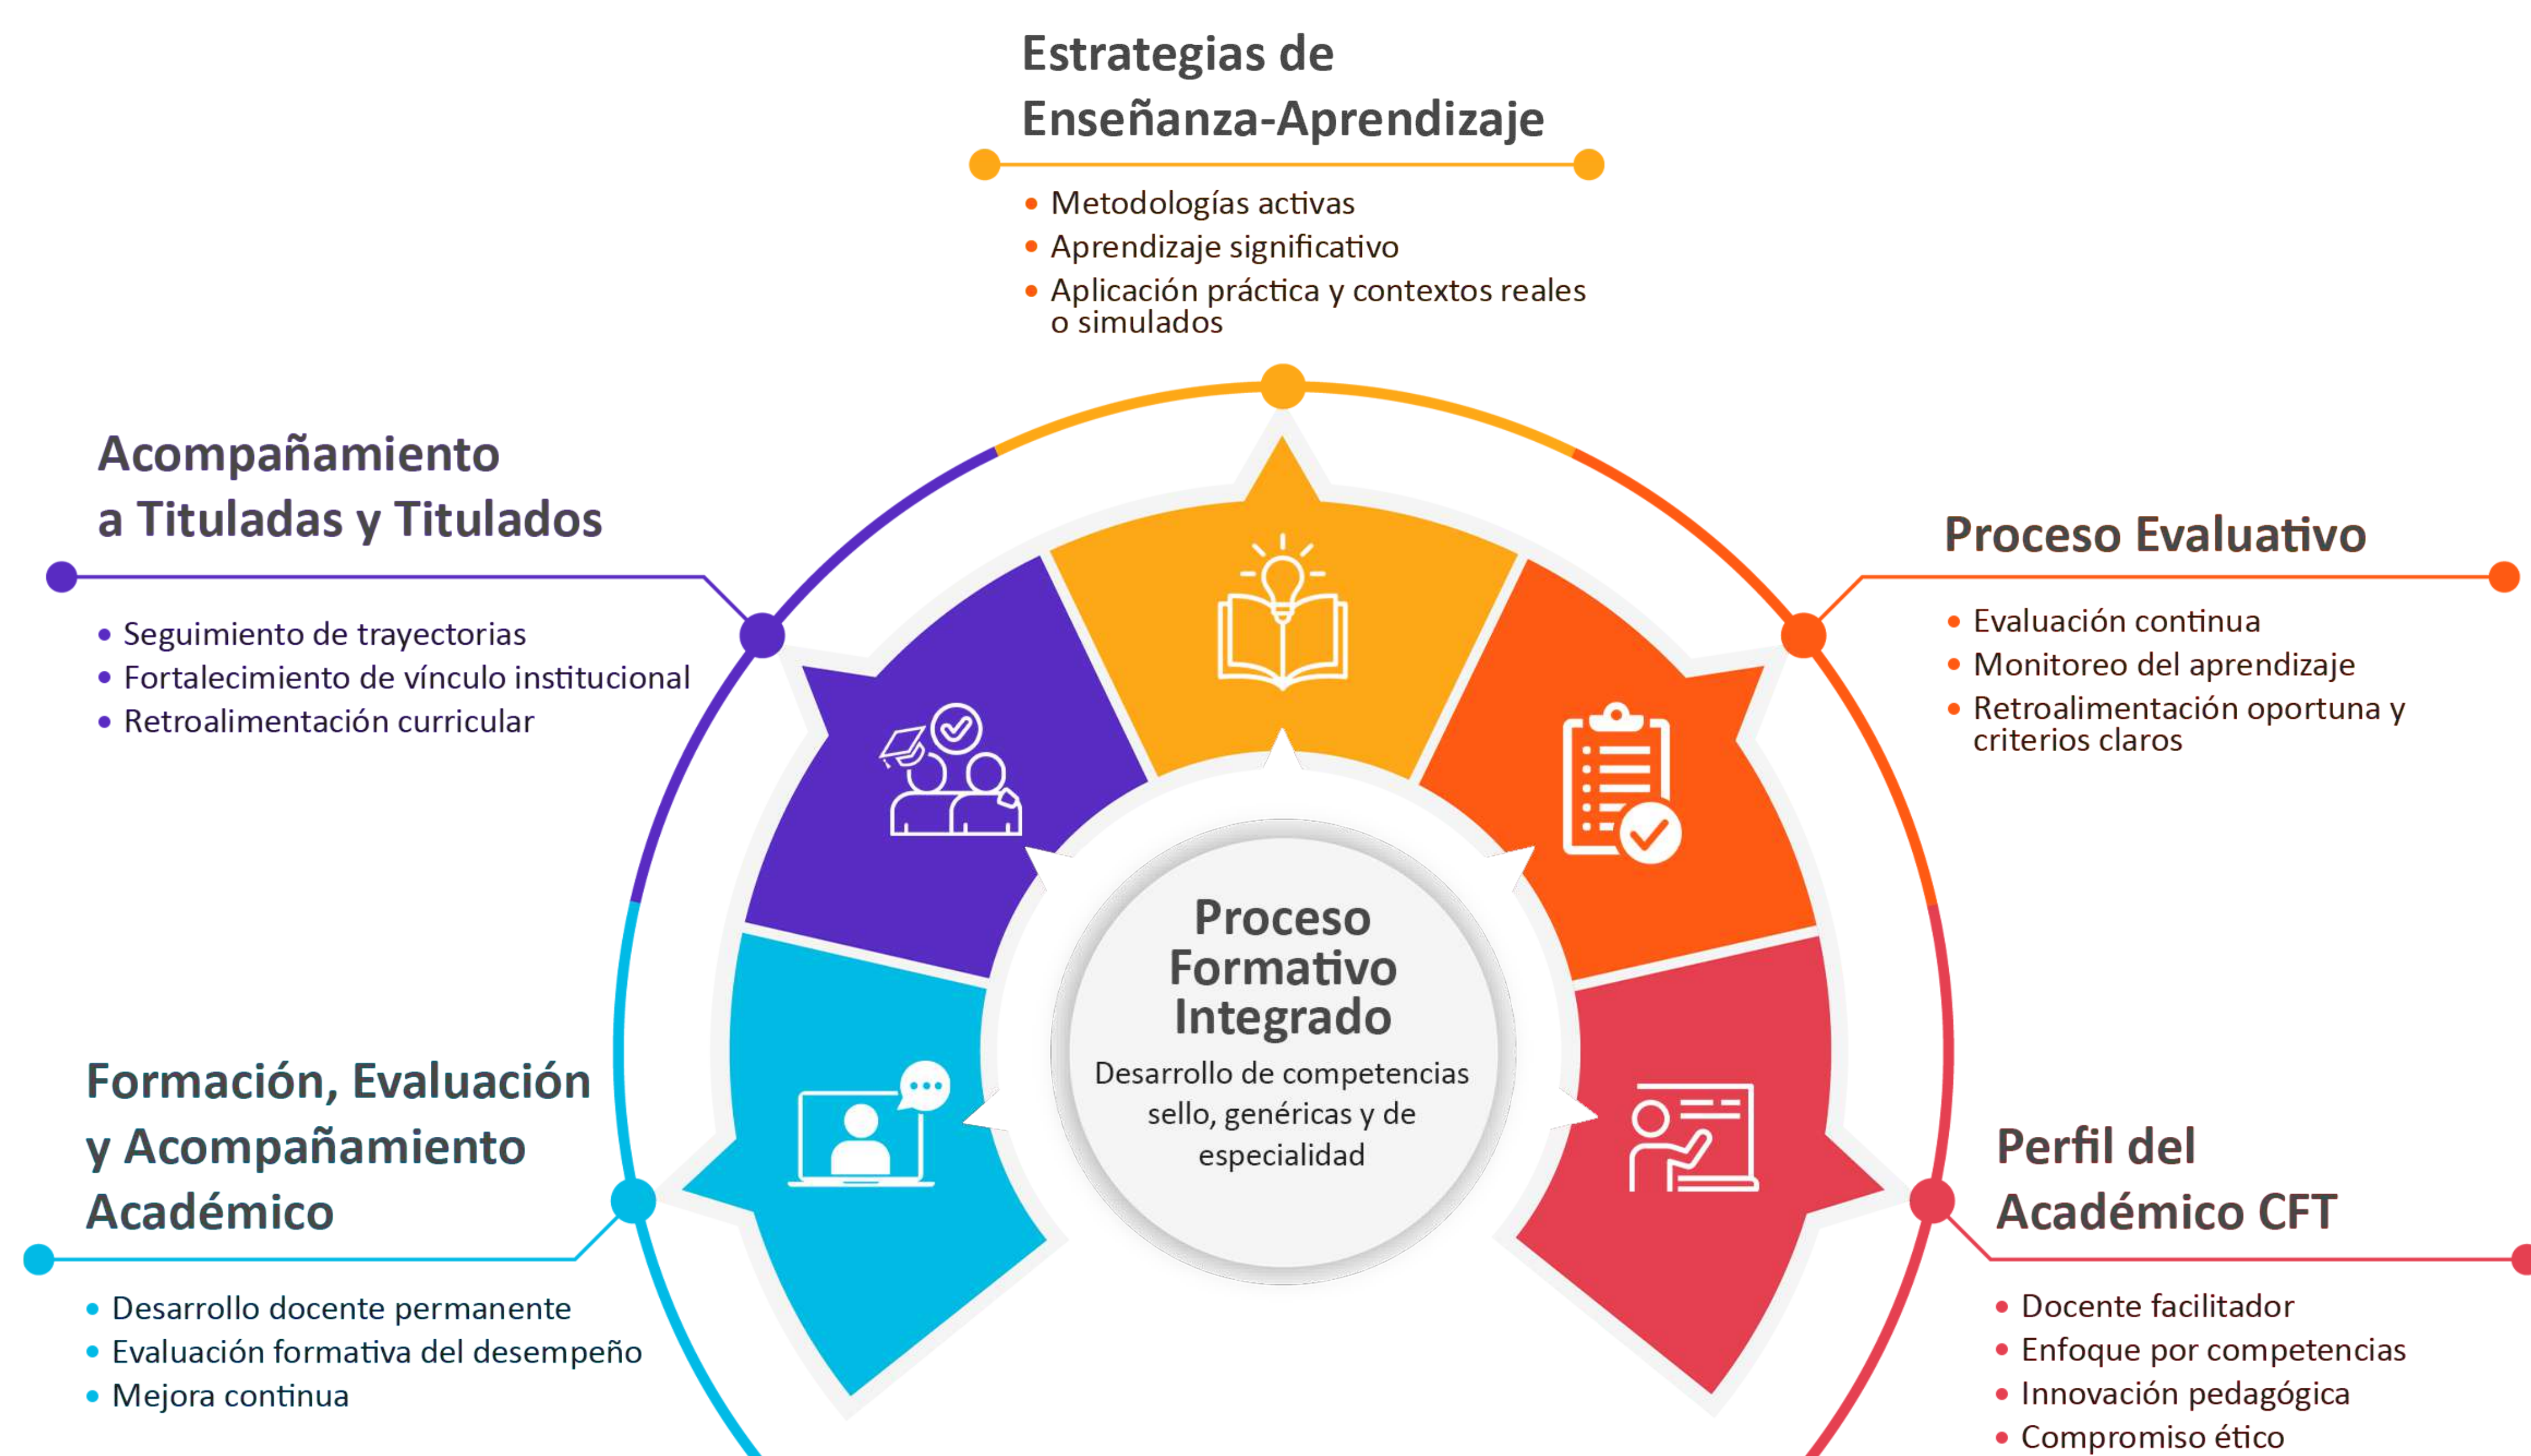 Estrategias de
Enseñanza-Aprendizaje
• Metodologías activas
• Aprendizaje significativo
• Aplicación práctica y contextos reales
o simulados
Acompañamiento
a Tituladas y Titulados
• Seguimiento de trayectorias
• Fortalecimiento de vínculo institucional
• Retroalimentación curricular
Proceso Evaluativo
• Evaluación continua
• Monitoreo del aprendizaje
• Retroalimentación oportuna y
criterios claros
Proceso
Formativo
Integrado
Desarrollo de competencias
sello, genéricas y de
especialidad
Formación, Evaluación
y Acompañamiento
Académico
• Desarrollo docente permanente
• Evaluación formativa del desempeño
• Mejora continua
Perfil del
Académico CFT
• Docente facilitador
• Enfoque por competencias
• Innovación pedagógica
• Compromiso ético